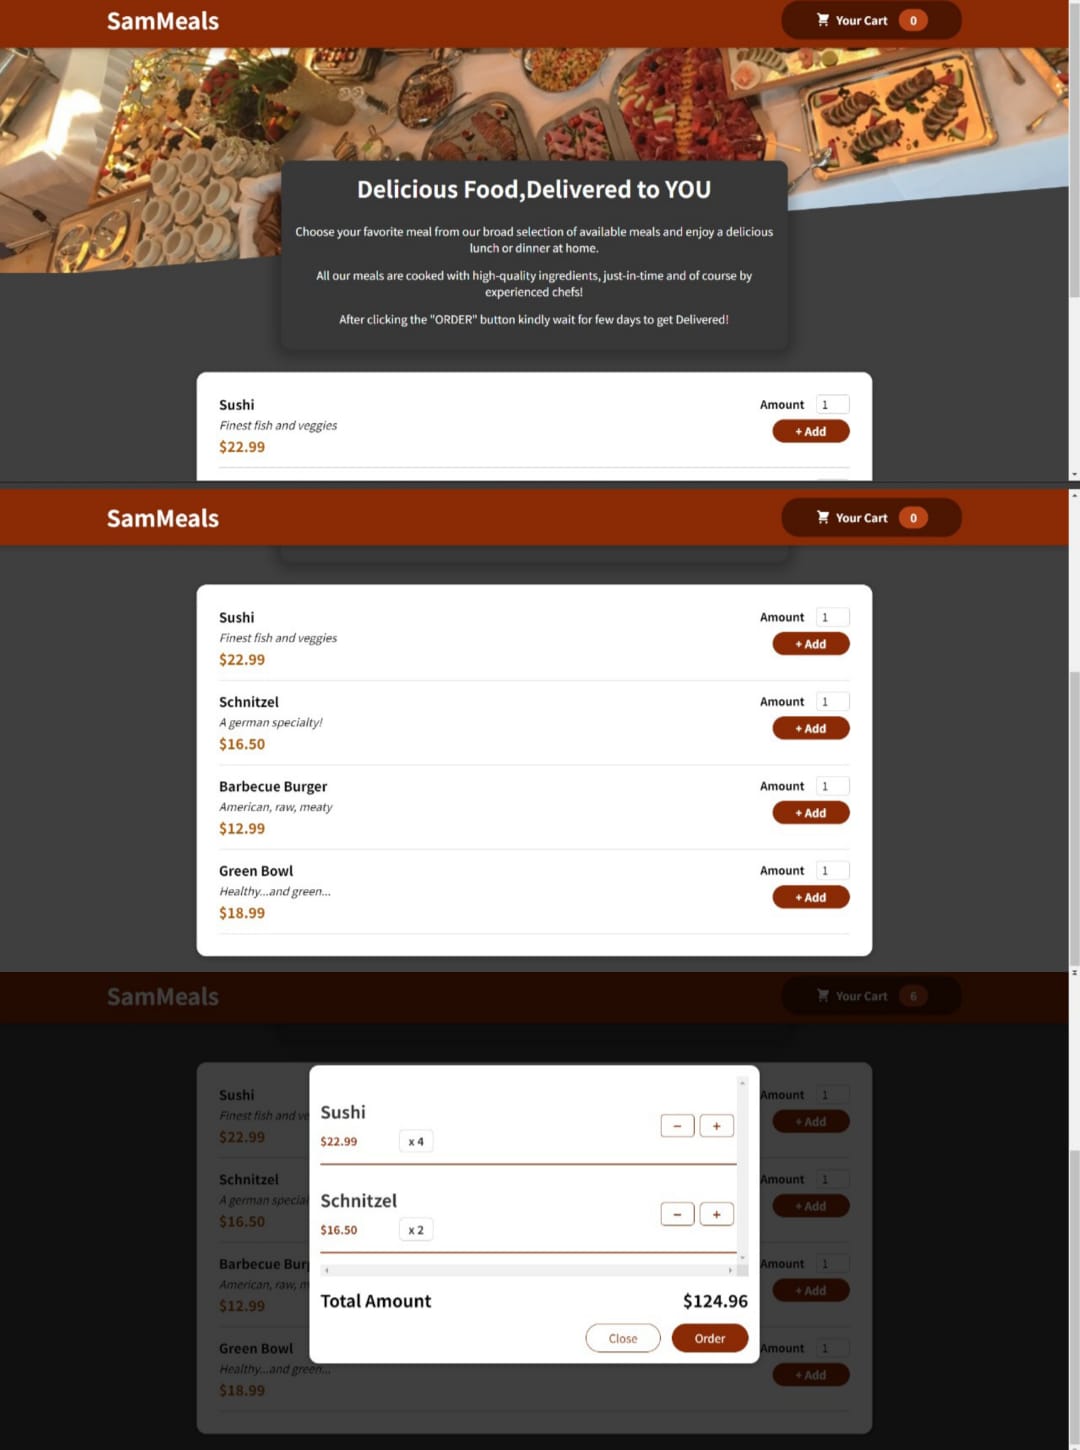 SamMeals
Your Cart 0
Delicious Food,Delivered to YOU
Choose your favorite meal from our broad selection of available meals and enjoy a delicious
lunch or dinner at home.
All our meals are cooked with high-quality ingredients, just-in-time and of course by
experienced chefs!
After clicking the "ORDER" button kindly wait for few days to get Delivered!
Sushi
Amount 1
Finest fish and veggies
+ Add
$22.99
SamMeals
Your Cart 0
Sushi
Amount 1
Finest fish and veggies
+ Add
$22.99
Schnitzel
Amount 1
A german specialty!
+ Add
$16.50
Barbecue Burger
Amount 1
American, raw, meaty
+ Add
$12.99
Green Bowl
Amount 1
Healthy...and green...
+ Add
$18.99
SamMeals
Your Cart 6
Sushi
Amount 1
Finest fish and ve
+ Add
$22.99
Schnitzel
Amount 1
A german specia
+ Add
$16.50
Barbecue Bur
Amount 1
American, raw, m
+ Add
$12.99
Green Bowl
Amount 1
Healthy...and green...
+ Add
$18.99
Sushi
$22.99 x 4
− +
Schnitzel
$16.50 x 2
− +
Total Amount $124.96
Close Order